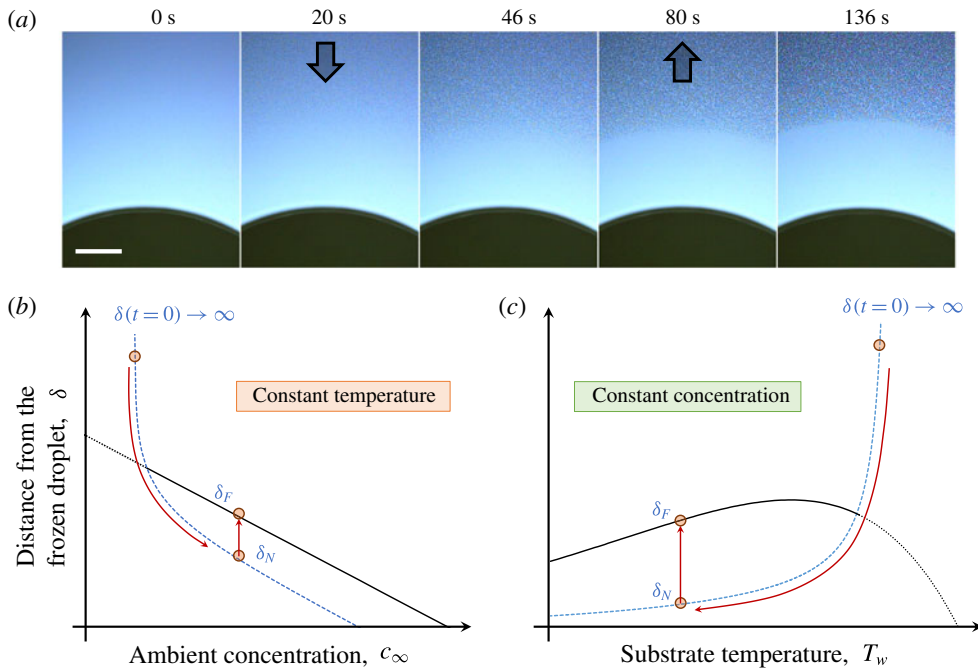 (a)
0 s
20 s
46 s
80 s
136 s
(b)
δ(t = 0) → ∞
Constant temperature
δ_F
δ_N
Distance from the
frozen droplet, δ
Ambient concentration, c_∞
(c)
δ(t = 0) → ∞
Constant concentration
δ_F
δ_N
Substrate temperature, T_w